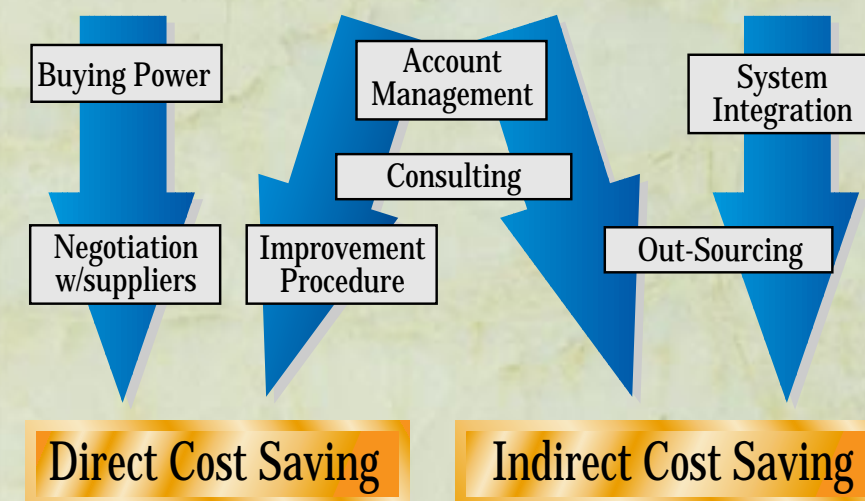 Buying Power
Account
Management
System
Integration
Consulting
Negotiation
w/suppliers
Improvement
Procedure
Out-Sourcing
Direct Cost Saving
Indirect Cost Saving